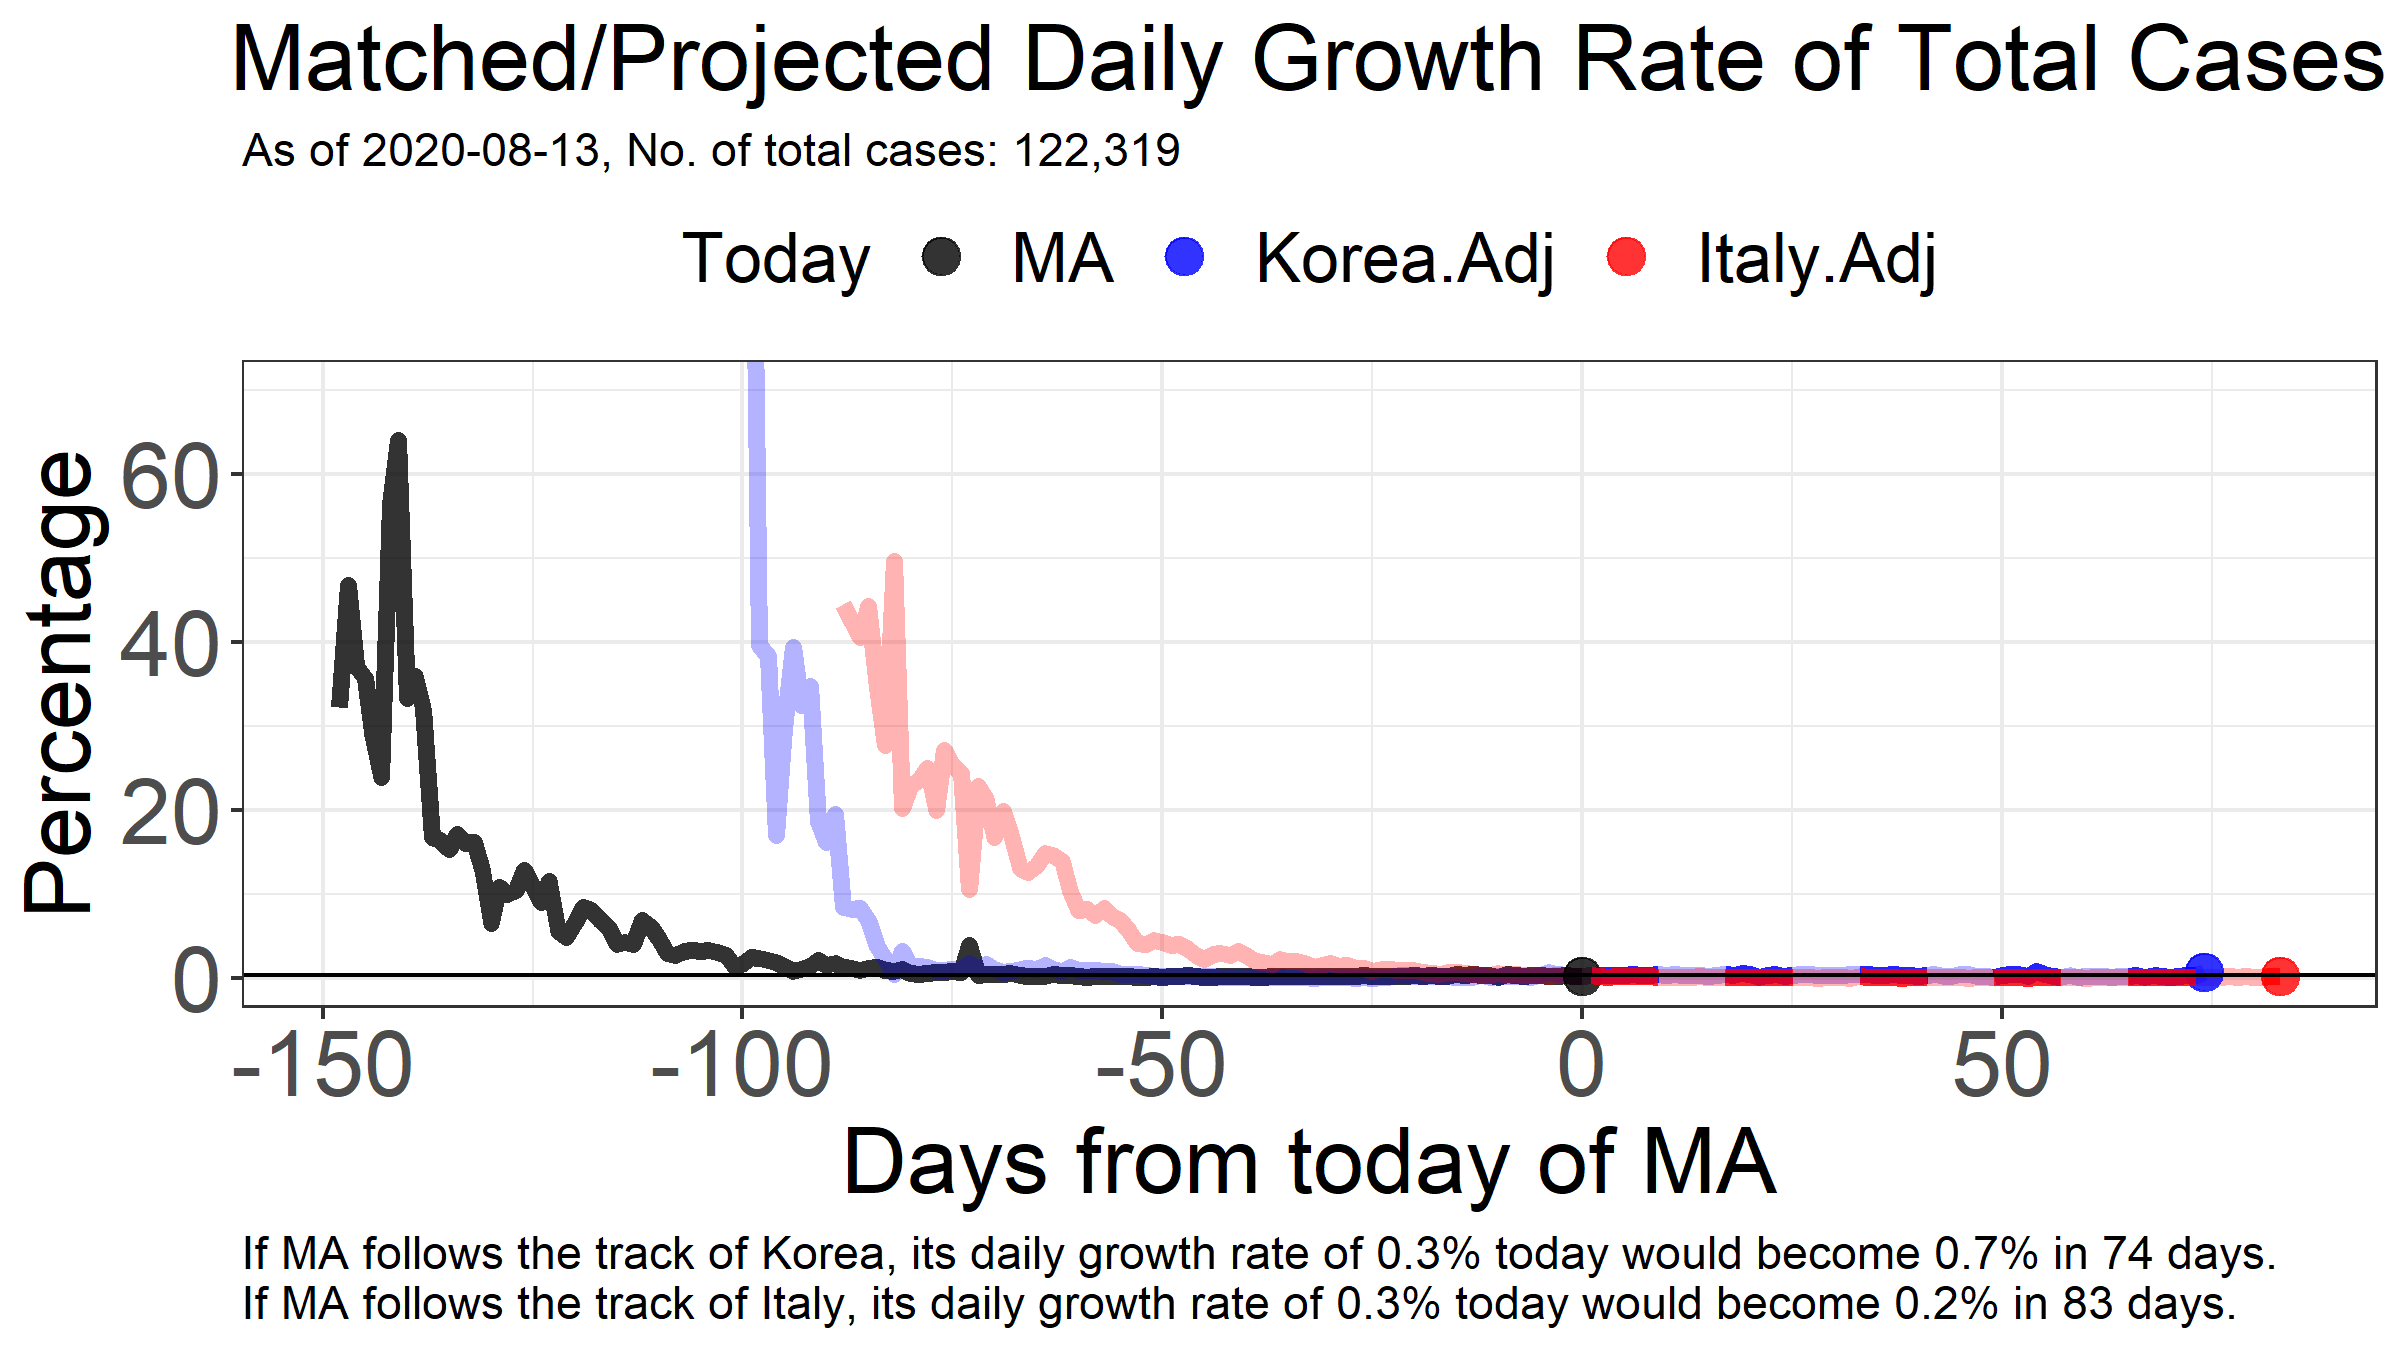 Matched/Projected Daily Growth Rate of Total Cases
As of 2020-08-13, No. of total cases: 122,319
Today MA Korea.Adj Italy.Adj
Percentage
60
40
20
0
-150 -100 -50 0 50
Days from today of MA
If MA follows the track of Korea, its daily growth rate of 0.3% today would become 0.7% in 74 days.
If MA follows the track of Italy, its daily growth rate of 0.3% today would become 0.2% in 83 days.